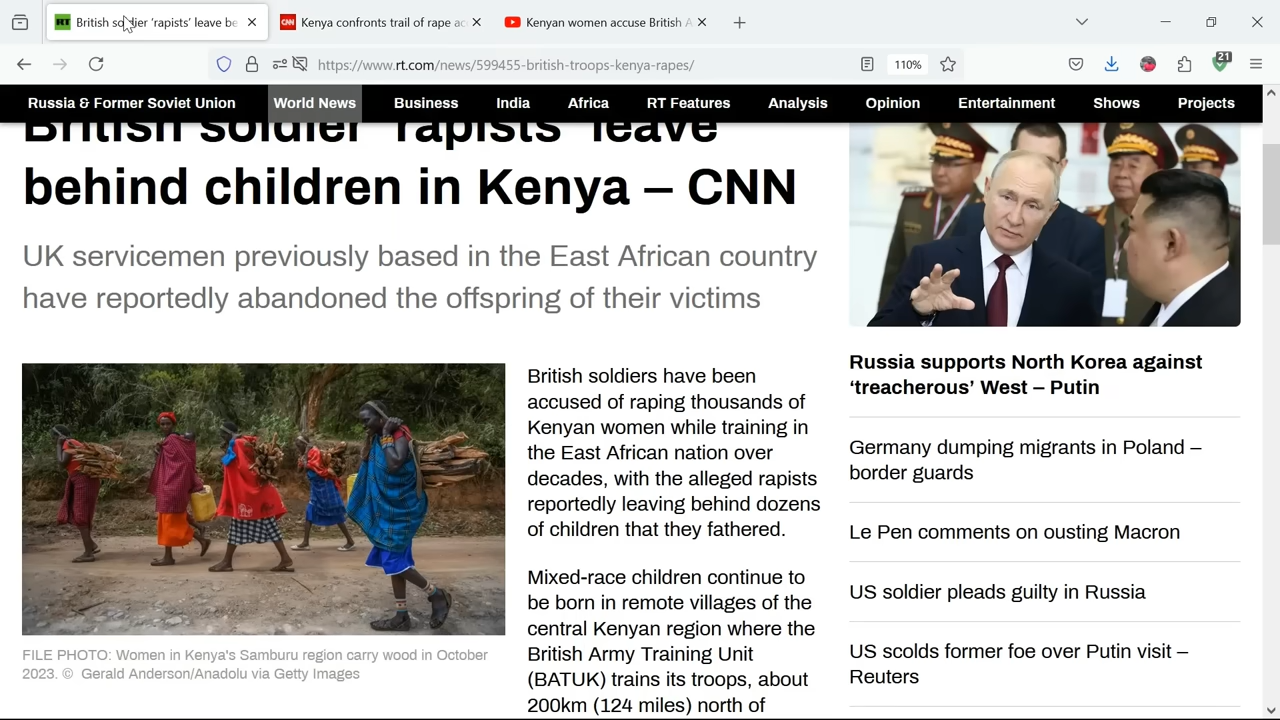 British soldier ‘rapists’ leave be
Kenya confronts trail of rape ac
Kenyan women accuse British A
https://www.rt.com/news/599455-british-troops-kenya-rapes/
110%
21
Russia & Former Soviet Union
World News
Business
India
Africa
RT Features
Analysis
Opinion
Entertainment
Shows
Projects
British soldier ‘rapists’ leave
behind children in Kenya – CNN
UK servicemen previously based in the East African country
have reportedly abandoned the offspring of their victims
FILE PHOTO: Women in Kenya's Samburu region carry wood in October
2023. © Gerald Anderson/Anadolu via Getty Images
British soldiers have been
accused of raping thousands of
Kenyan women while training in
the East African nation over
decades, with the alleged rapists
reportedly leaving behind dozens
of children that they fathered.
Mixed-race children continue to
be born in remote villages of the
central Kenyan region where the
British Army Training Unit
(BATUK) trains its troops, about
200km (124 miles) north of
Russia supports North Korea against
‘treacherous’ West – Putin
Germany dumping migrants in Poland –
border guards
Le Pen comments on ousting Macron
US soldier pleads guilty in Russia
US scolds former foe over Putin visit –
Reuters